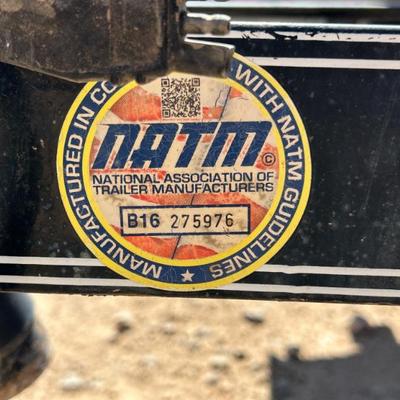 MANUFACTURED IN CO
WITH NATM GUIDELINES
NATM©
NATIONAL ASSOCIATION OF
TRAILER MANUFACTURERS
B16 275976